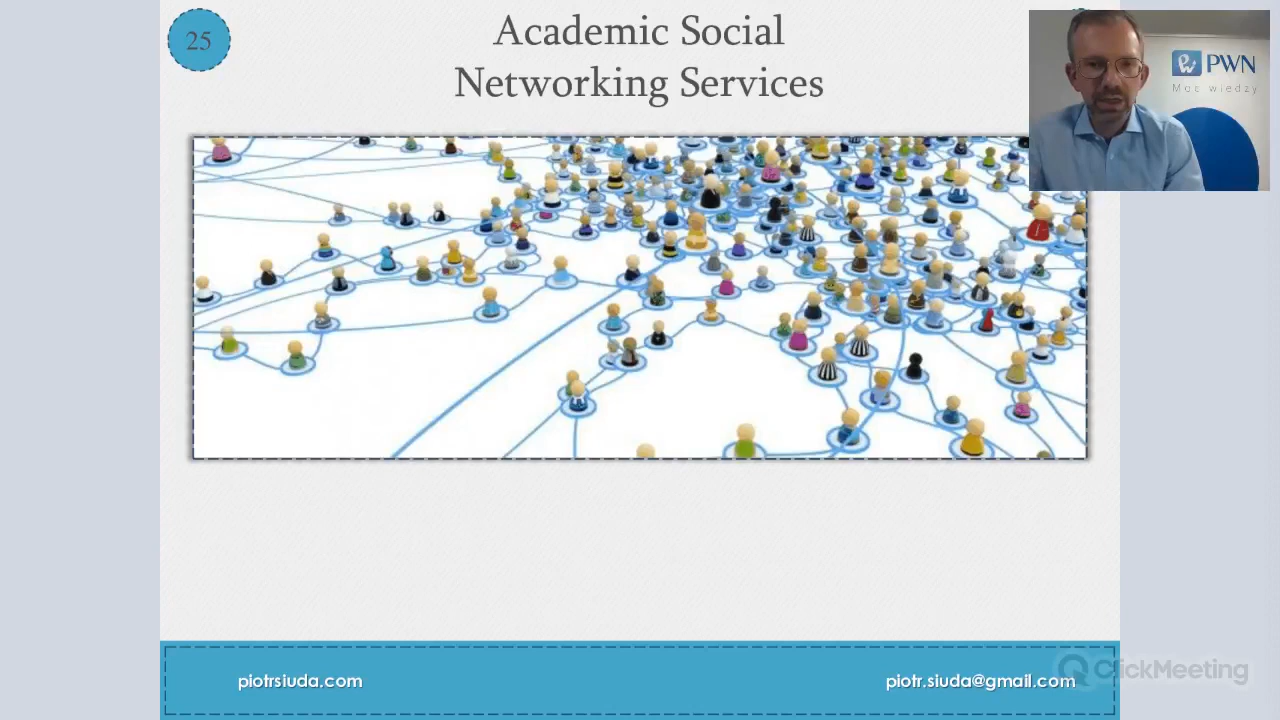 25
Academic Social
Networking Services
PWN
Moc wiedzy
piotrsiuda.com
piotr.siuda@gmail.com
ClickMeeting